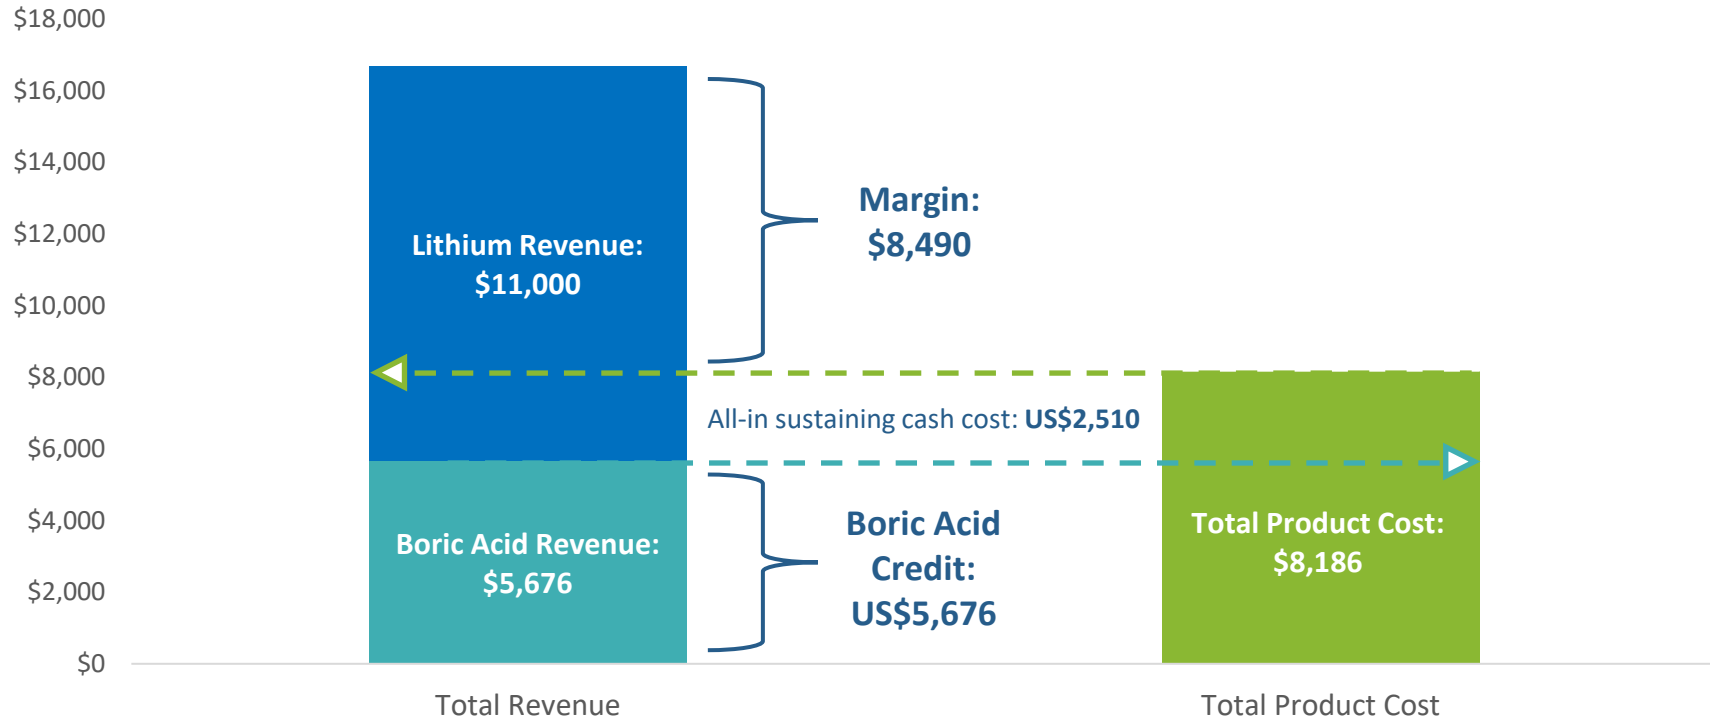 $18,000
$16,000
$14,000
$12,000
$10,000
$8,000
$6,000
$4,000
$2,000
$0
Lithium Revenue:
$11,000
Boric Acid Revenue:
$5,676
Margin:
$8,490
All-in sustaining cash cost: US$2,510
Boric Acid
Credit:
US$5,676
Total Product Cost:
$8,186
Total Revenue
Total Product Cost